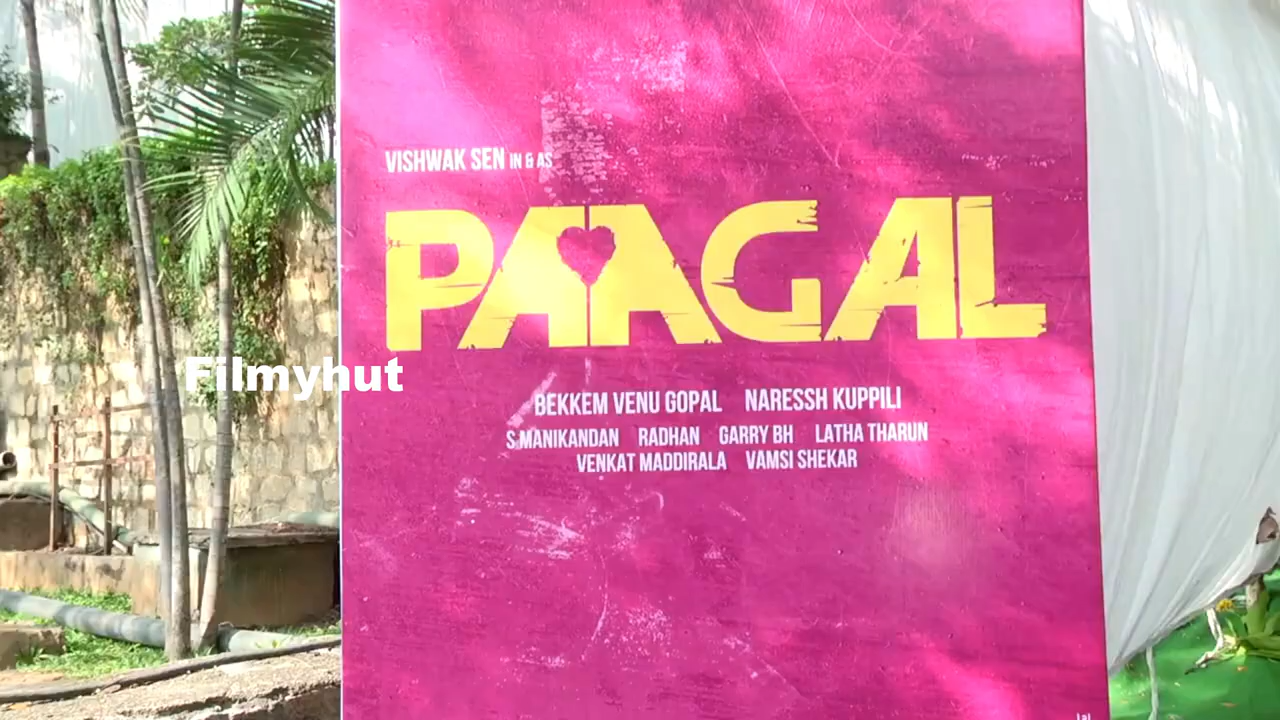 VISHWAK SEN IN & AS
PAAGAL
Filmyhut
BEKKEM VENU GOPAL NARESSH KUPPILI
S.MANIKANDAN RADHAN GARRY BH LATHA THARUN
VENKAT MADDIRALA VAMSI SHEKAR